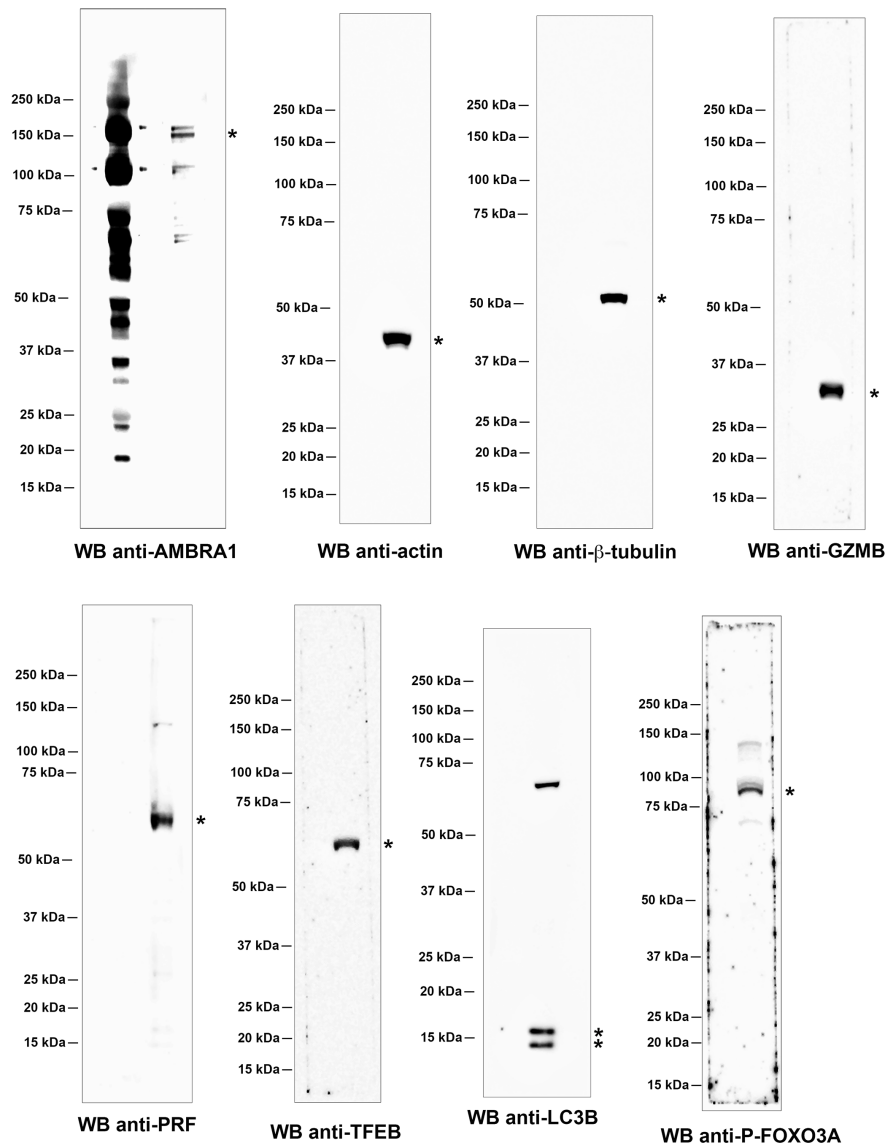 250 kDa
150 kDa
100 kDa
75 kDa
50 kDa
37 kDa
25 kDa
20 kDa
15 kDa
*
WB anti-AMBRA1
250 kDa
150 kDa
100 kDa
75 kDa
50 kDa
37 kDa
25 kDa
20 kDa
15 kDa
*
WB anti-actin
250 kDa
150 kDa
100 kDa
75 kDa
50 kDa
37 kDa
25 kDa
20 kDa
15 kDa
*
WB anti-β-tubulin
250 kDa
150 kDa
100 kDa
75 kDa
50 kDa
37 kDa
25 kDa
20 kDa
15 kDa
*
WB anti-GZMB
250 kDa
150 kDa
100 kDa
75 kDa
50 kDa
37 kDa
25 kDa
20 kDa
15 kDa
*
WB anti-PRF
250 kDa
150 kDa
100 kDa
75 kDa
50 kDa
37 kDa
25 kDa
20 kDa
15 kDa
*
WB anti-TFEB
250 kDa
150 kDa
100 kDa
75 kDa
50 kDa
37 kDa
25 kDa
20 kDa
15 kDa
*
*
WB anti-LC3B
250 kDa
150 kDa
100 kDa
75 kDa
50 kDa
37 kDa
25 kDa
20 kDa
15 kDa
*
WB anti-P-FOXO3A